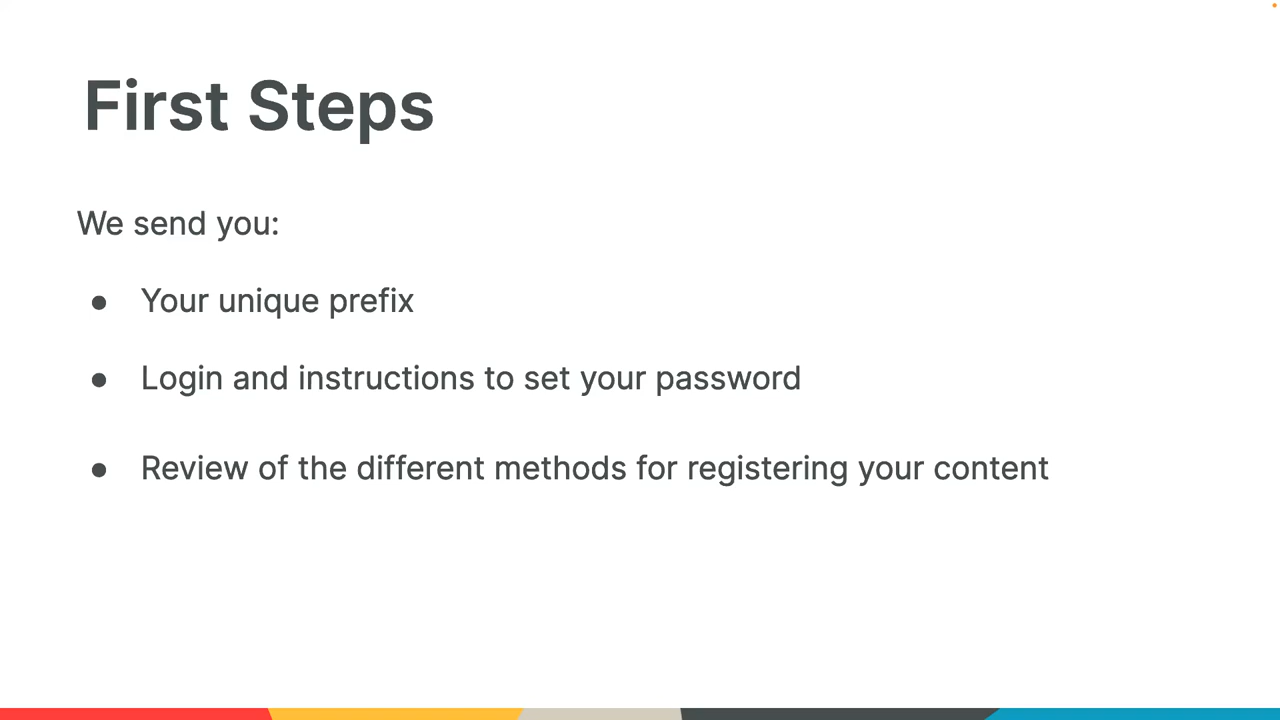 First Steps
We send you:
● Your unique prefix
● Login and instructions to set your password
● Review of the different methods for registering your content